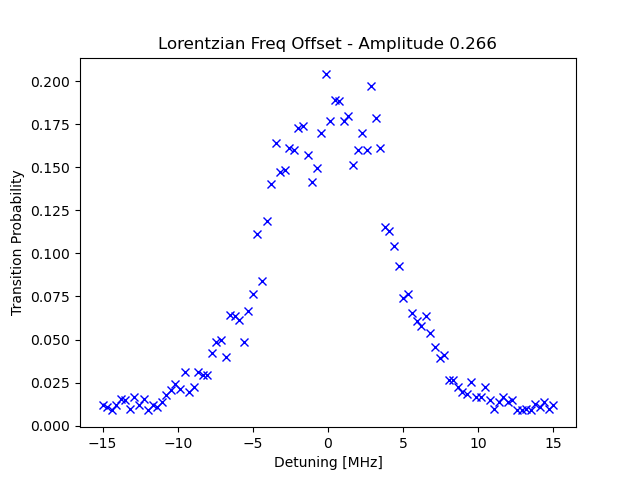 Lorentzian Freq Offset - Amplitude 0.266
Transition Probability
0.200
0.175
0.150
0.125
0.100
0.075
0.050
0.025
0.000
−15 −10 −5 0 5 10 15
Detuning [MHz]